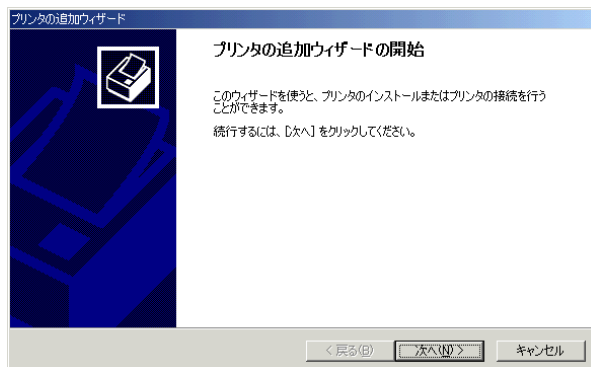 プリンタの追加ウィザード
プリンタの追加ウィザードの開始
このウィザードを使うと、プリンタのインストールまたはプリンタの接続を行う
ことができます。
続行するには、[次へ] をクリックしてください。
< 戻る(B)
次へ(N) >
キャンセル